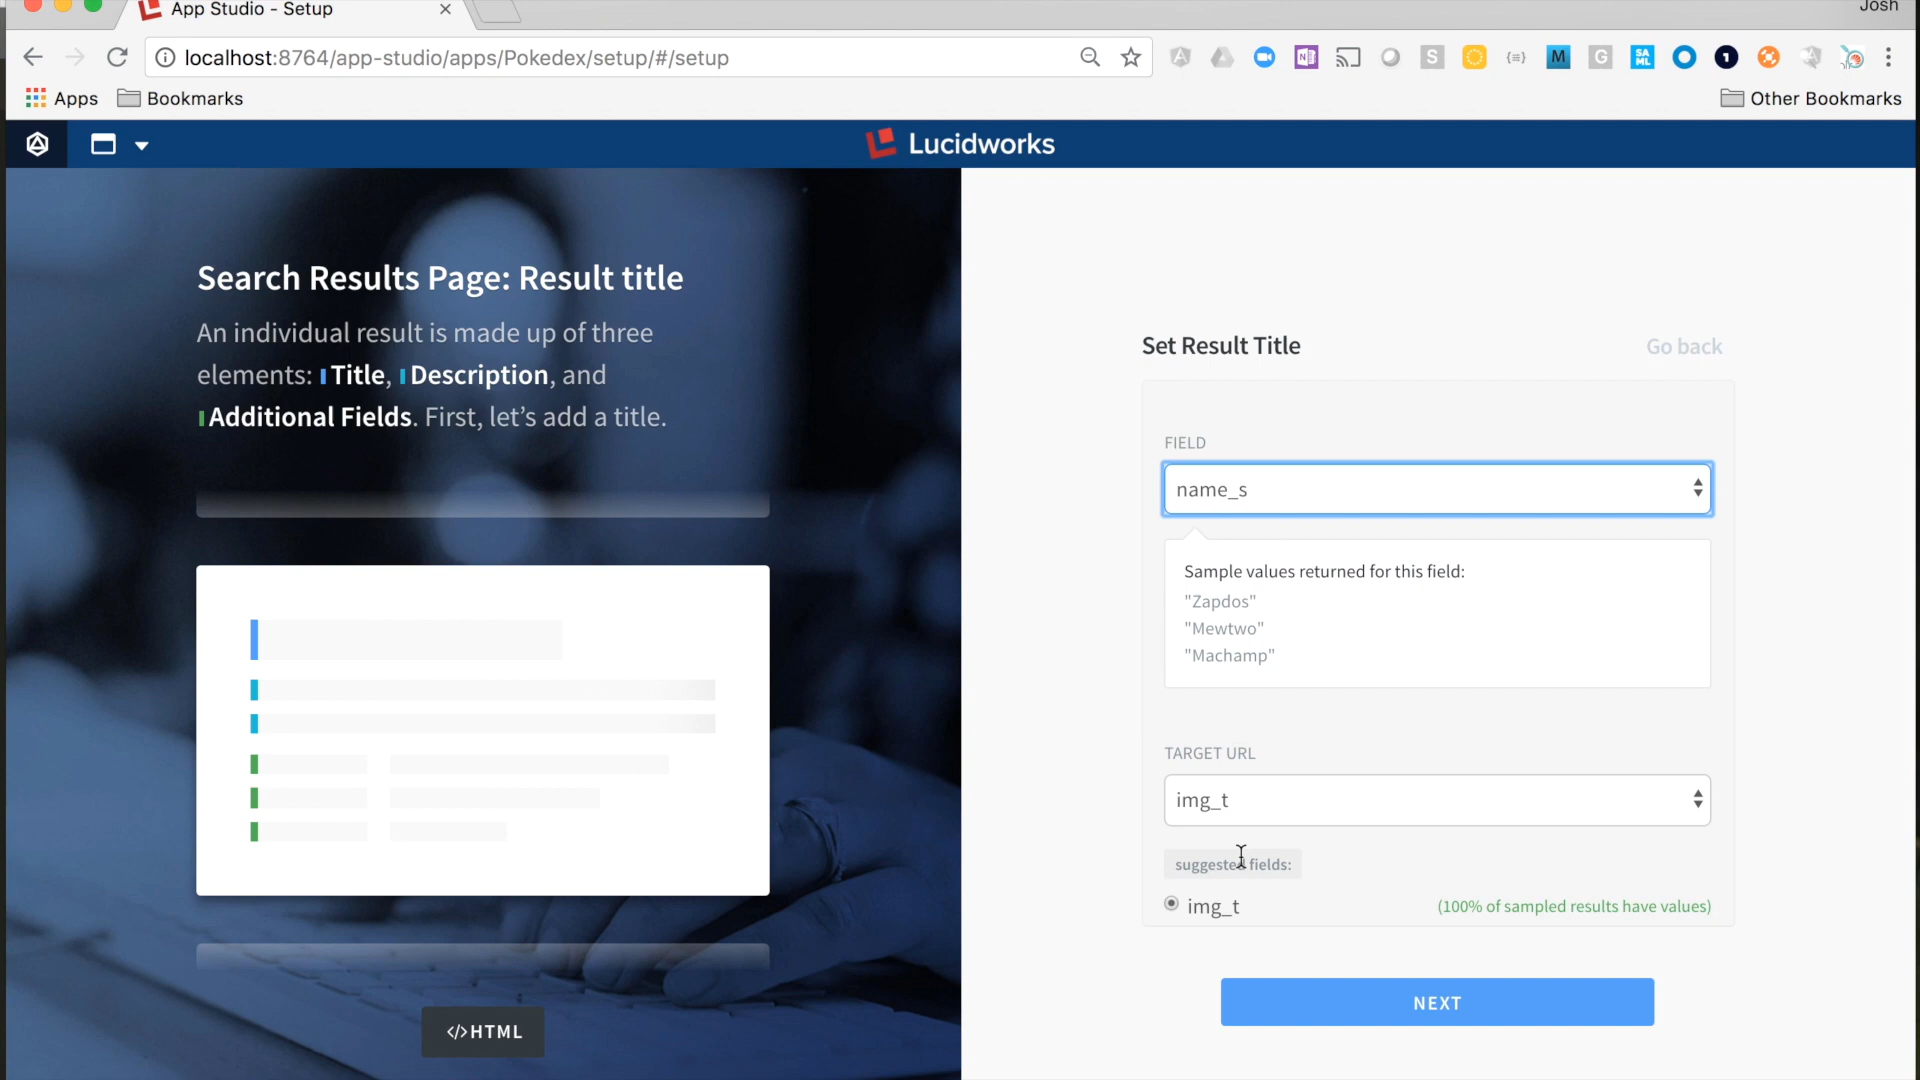 App Studio - Setup
Josh
localhost:8764/app-studio/apps/Pokedex/setup/#/setup
Apps
Bookmarks
Other Bookmarks
Lucidworks
Search Results Page: Result title
An individual result is made up of three
elements: Title, Description, and
Additional Fields. First, let's add a title.
</>HTML
Set Result Title
Go back
FIELD
name_s
Sample values returned for this field:
"Zapdos"
"Mewtwo"
"Machamp"
TARGET URL
img_t
suggested fields:
img_t
(100% of sampled results have values)
NEXT